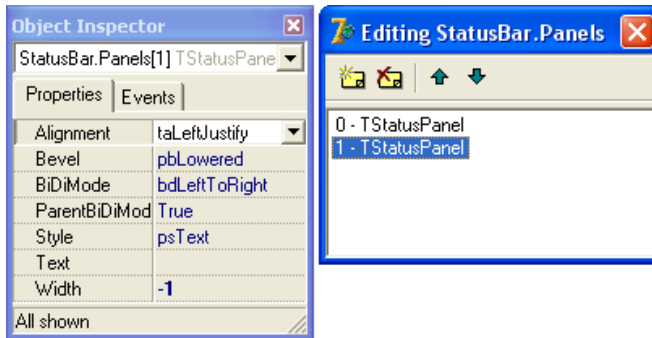 Object Inspector
StatusBar.Panels[1] TStatusPane
Properties Events
Alignment taLeftJustify
Bevel pbLowered
BiDiMode bdLeftToRight
ParentBiDiMod True
Style psText
Text
Width -1
All shown
Editing StatusBar.Panels
0 - TStatusPanel
1 - TStatusPanel